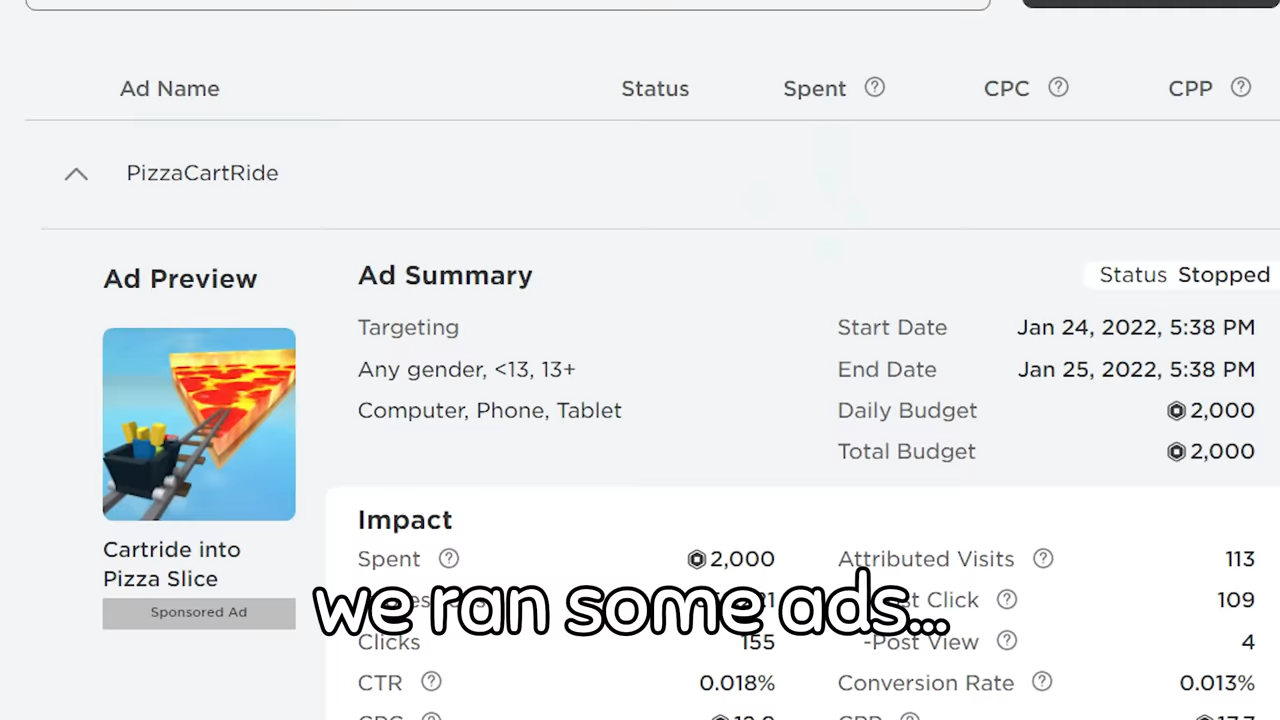 Ad Name Status Spent CPC CPP
PizzaCartRide
Ad Preview
Ad Summary
Status Stopped
Targeting
Any gender, <13, 13+
Computer, Phone, Tablet
Start Date Jan 24, 2022, 5:38 PM
End Date Jan 25, 2022, 5:38 PM
Daily Budget 2,000
Total Budget 2,000
Cartride into
Pizza Slice
Sponsored Ad
Impact
Spent 2,000
Attributed Visits 113
Click 109
we ran some ads...
Clicks 155
-Post View 4
CTR 0.018%
Conversion Rate 0.013%